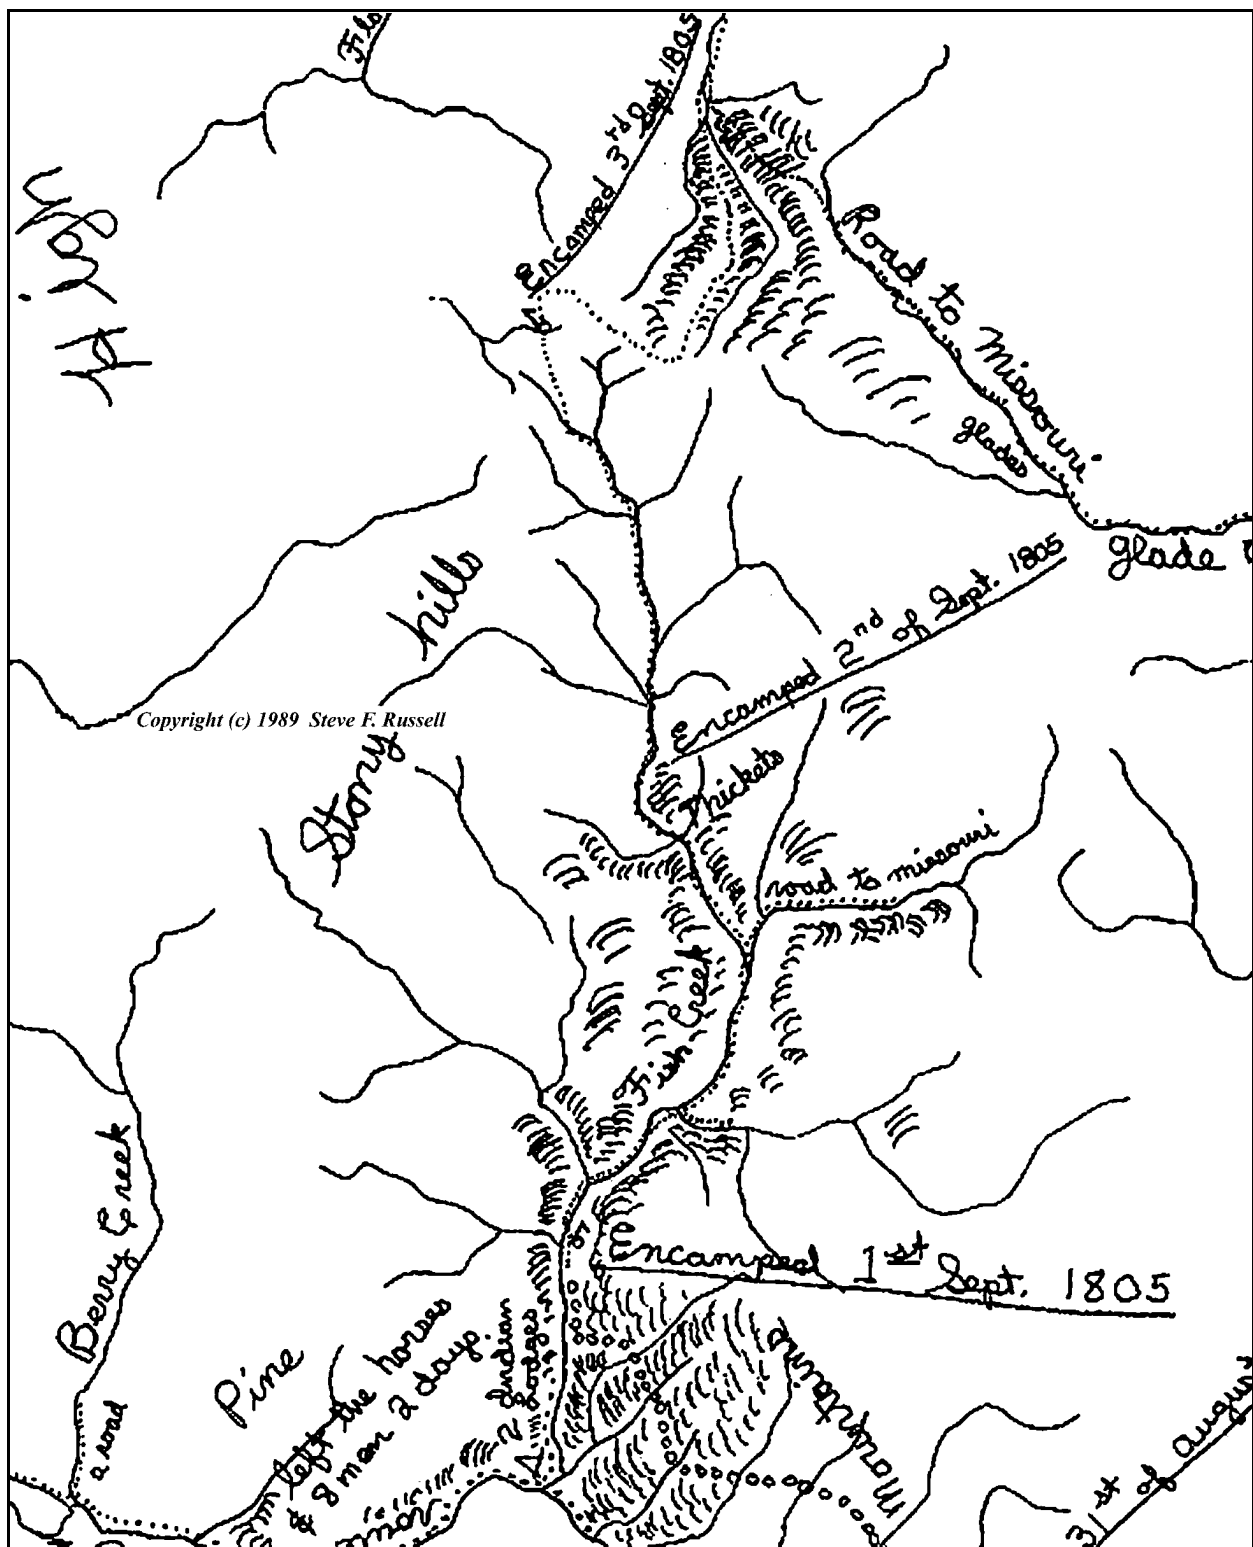 Flo
Encamped 3rd Sept. 1805
High
Road to Missouri
glades
Glade
Stony hills
Encamped 2nd of Sept. 1805
Copyright (c) 1989 Steve F. Russell
Thickets
road to missouri
Fish Creek
Berry Creek
Encamped 1st Sept. 1805
2 Indian
Lodges
Mountains
Pine
left the horses
& 8 men 2 days
a road
31st of August